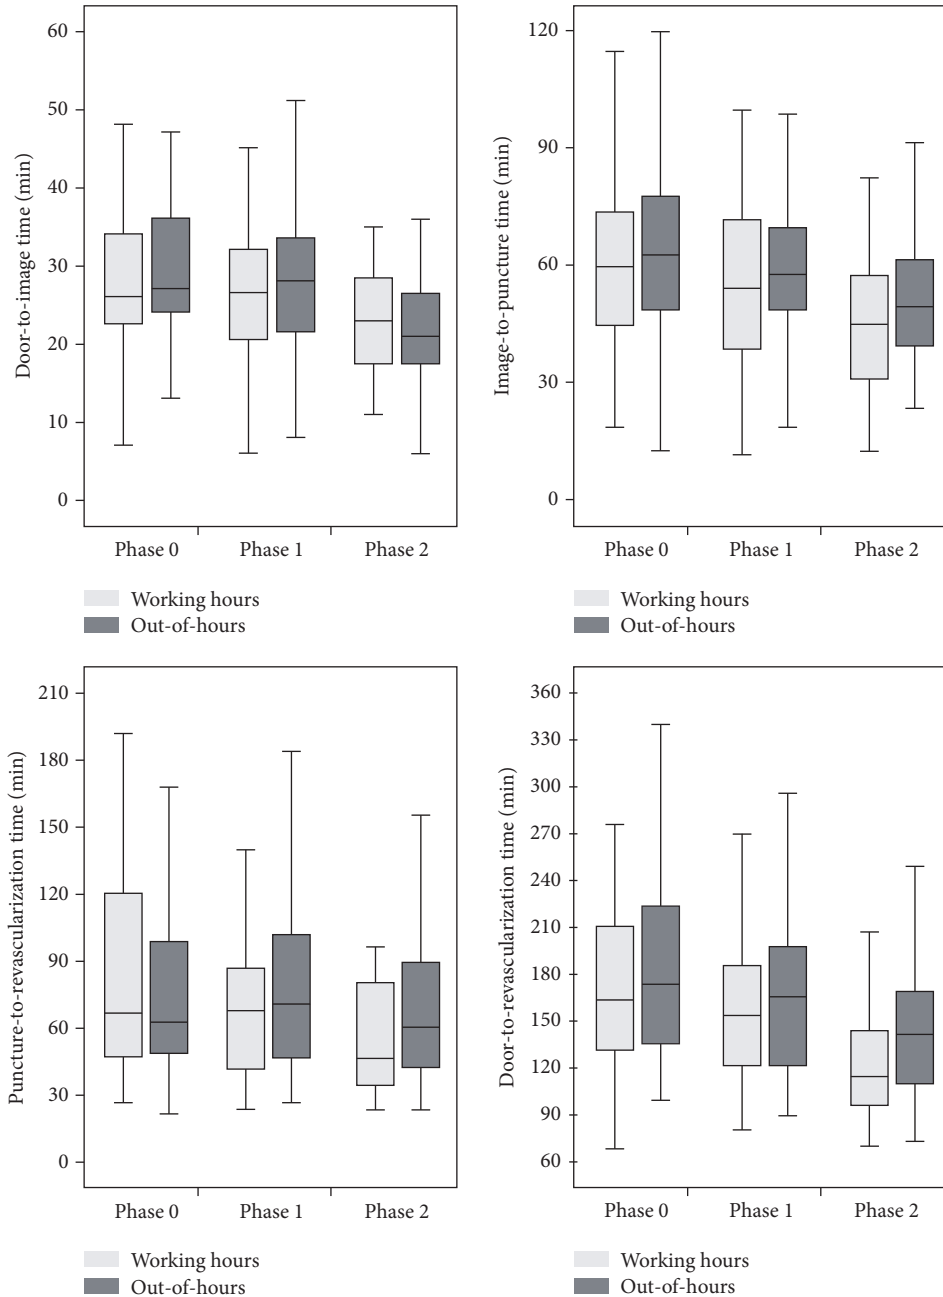 Door-to-image time (min)
60
50
40
30
20
10
0
Phase 0 Phase 1 Phase 2
Working hours
Out-of-hours
Image-to-puncture time (min)
120
90
60
30
0
Phase 0 Phase 1 Phase 2
Working hours
Out-of-hours
Puncture-to-revascularization time (min)
210
180
150
120
90
60
30
0
Phase 0 Phase 1 Phase 2
Working hours
Out-of-hours
Door-to-revascularization time (min)
360
330
300
270
240
210
180
150
120
90
60
Phase 0 Phase 1 Phase 2
Working hours
Out-of-hours